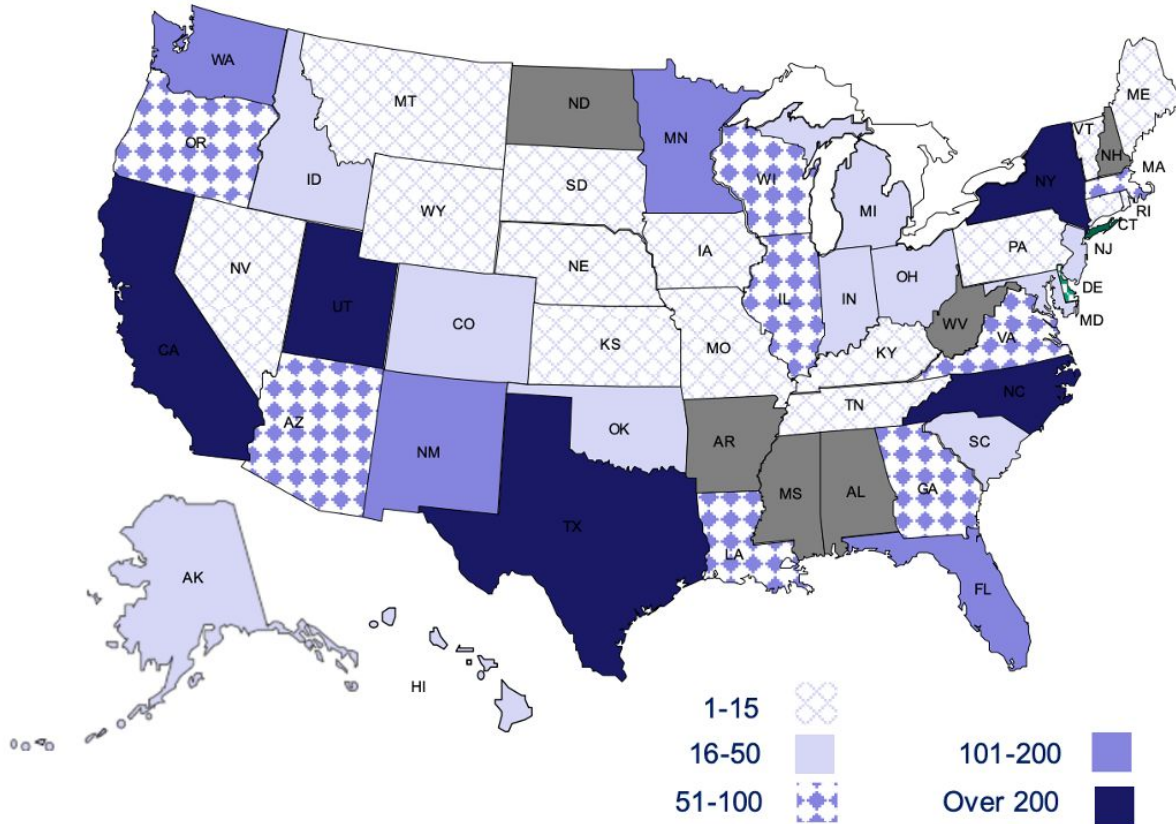 WA
MT
ND
MN
ME
VT
NH
MA
OR
ID
SD
WI
NY
MI
RI
CT
WY
IA
PA
NJ
NV
NE
OH
DE
UT
IL
IN
MD
WV
CA
CO
KS
MO
KY
VA
TN
NC
AZ
NM
OK
AR
SC
MS
AL
GA
TX
LA
AK
FL
HI
1-15
16-50
101-200
51-100
Over 200